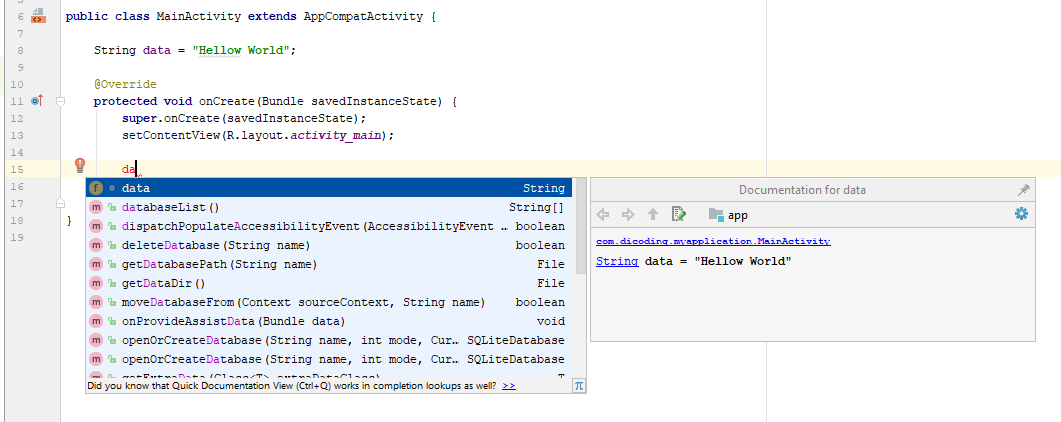 6 public class MainActivity extends AppCompatActivity {
7
8 String data = "Hellow World";
9
10 @Override
11 protected void onCreate(Bundle savedInstanceState) {
12 super.onCreate(savedInstanceState);
13 setContentView(R.layout.activity_main);
14
15 da
16
17
18 }
19
f data String
m databaseList() String[]
m dispatchPopulateAccessibilityEvent(AccessibilityEvent … boolean
m deleteDatabase(String name) boolean
m getDatabasePath(String name) File
m getDataDir() File
m moveDatabaseFrom(Context sourceContext, String name) boolean
m onProvideAssistData(Bundle data) void
m openOrCreateDatabase(String name, int mode, Cur… SQLiteDatabase
m openOrCreateDatabase(String name, int mode, Cur… SQLiteDatabase
m getExtraData(Class<T> extraDataClass) T
Did you know that Quick Documentation View (Ctrl+Q) works in completion lookups as well? >> π
Documentation for data
app
com.dicoding.myapplication.MainActivity
String data = "Hellow World"